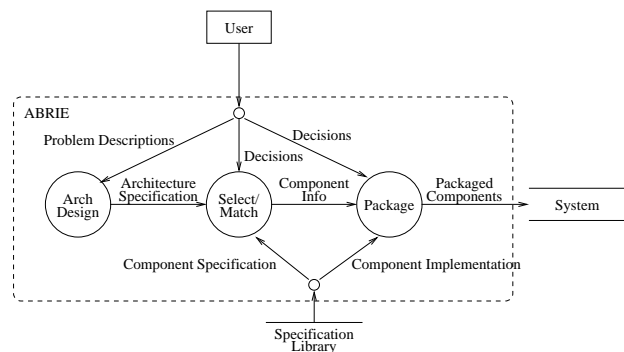 User
ABRIE
Problem Descriptions
Decisions
Decisions
Arch
Design
Architecture
Specification
Select/
Match
Component
Info
Package
Packaged
Components
System
Component Specification
Component Implementation
Specification
Library